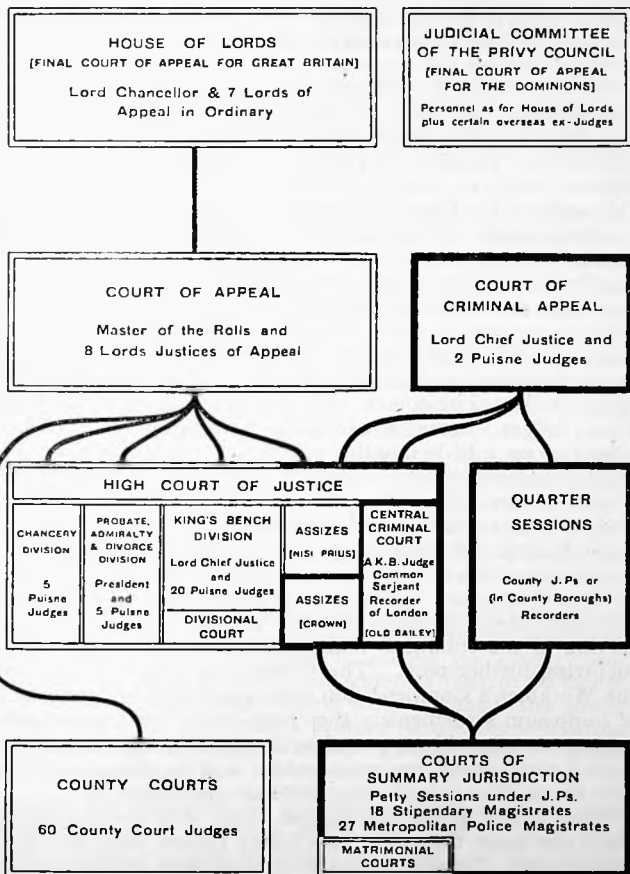 HOUSE OF LORDS
[FINAL COURT OF APPEAL FOR GREAT BRITAIN]
Lord Chancellor & 7 Lords of
Appeal in Ordinary
JUDICIAL COMMITTEE
OF THE PRIVY COUNCIL
[FINAL COURT OF APPEAL
FOR THE DOMINIONS]
Personnel as for House of Lords
plus certain overseas ex-Judges
COURT OF APPEAL
Master of the Rolls and
8 Lords Justices of Appeal
COURT OF
CRIMINAL APPEAL
Lord Chief Justice and
2 Puisne Judges
HIGH COURT OF JUSTICE
CHANCERY
DIVISION
5
Puisne
Judges
PROBATE,
ADMIRALTY
& DIVORCE
DIVISION
President
and
5 Puisne
Judges
KING'S BENCH
DIVISION
Lord Chief Justice
and
20 Puisne Judges
DIVISIONAL
COURT
ASSIZES
[NISI PRIUS]
ASSIZES
[CROWN]
CENTRAL
CRIMINAL
COURT
A K.B. Judge
Common
Serjeant
Recorder
of London
[OLD BAILEY]
QUARTER
SESSIONS
County J.Ps or
(in County Boroughs)
Recorders
COUNTY COURTS
60 County Court Judges
COURTS OF
SUMMARY JURISDICTION
Petty Sessions under J.Ps.
18 Stipendary Magistrates
27 Metropolitan Police Magistrates
MATRIMONIAL
COURTS